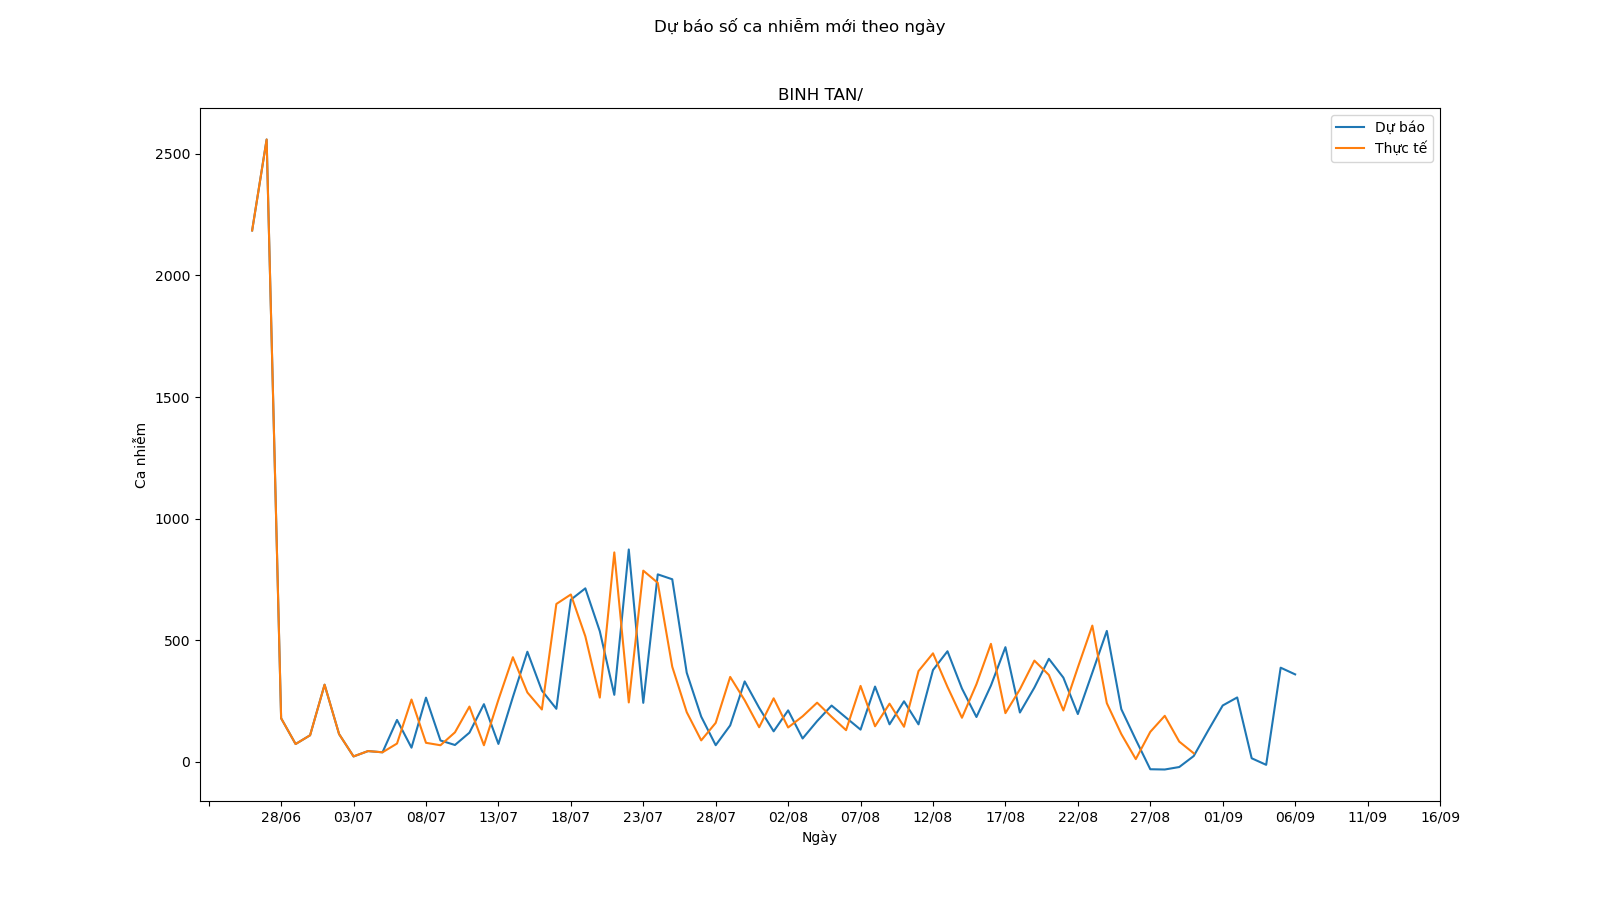 Dự báo số ca nhiễm mới theo ngày
BINH TAN/
Dự báo
Thực tế
2500
2000
1500
1000
500
0
Ca nhiễm
28/06 03/07 08/07 13/07 18/07 23/07 28/07 02/08 07/08 12/08 17/08 22/08 27/08 01/09 06/09 11/09 16/09
Ngày